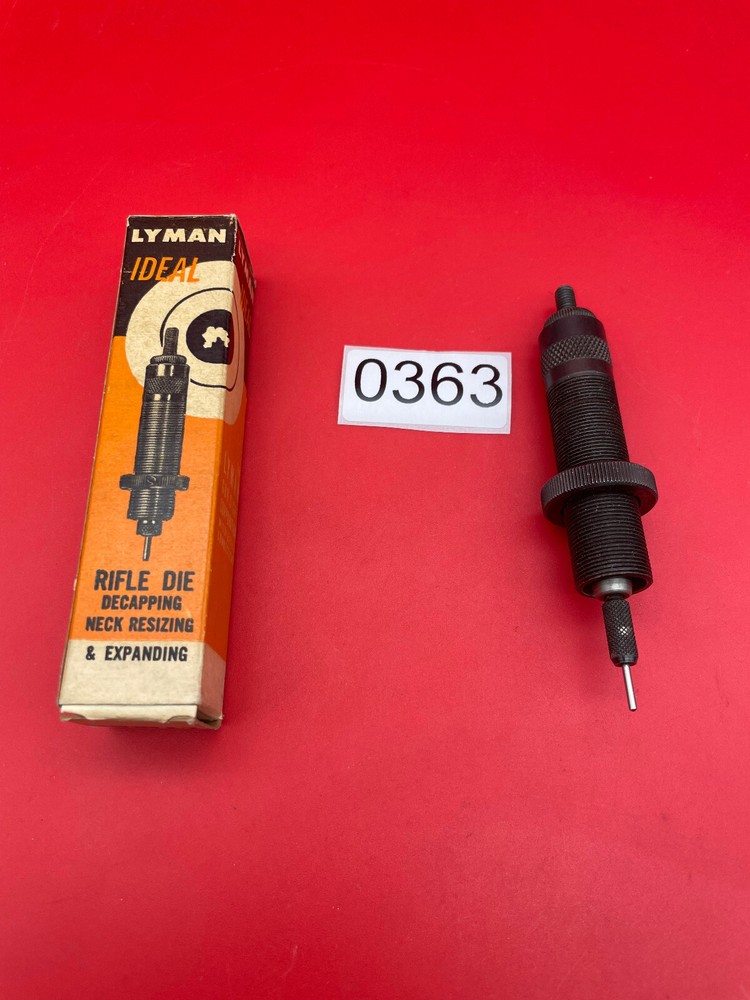 LYMAN
IDEAL
RIFLE DIE
DECAPPING
NECK RESIZING
& EXPANDING
0363